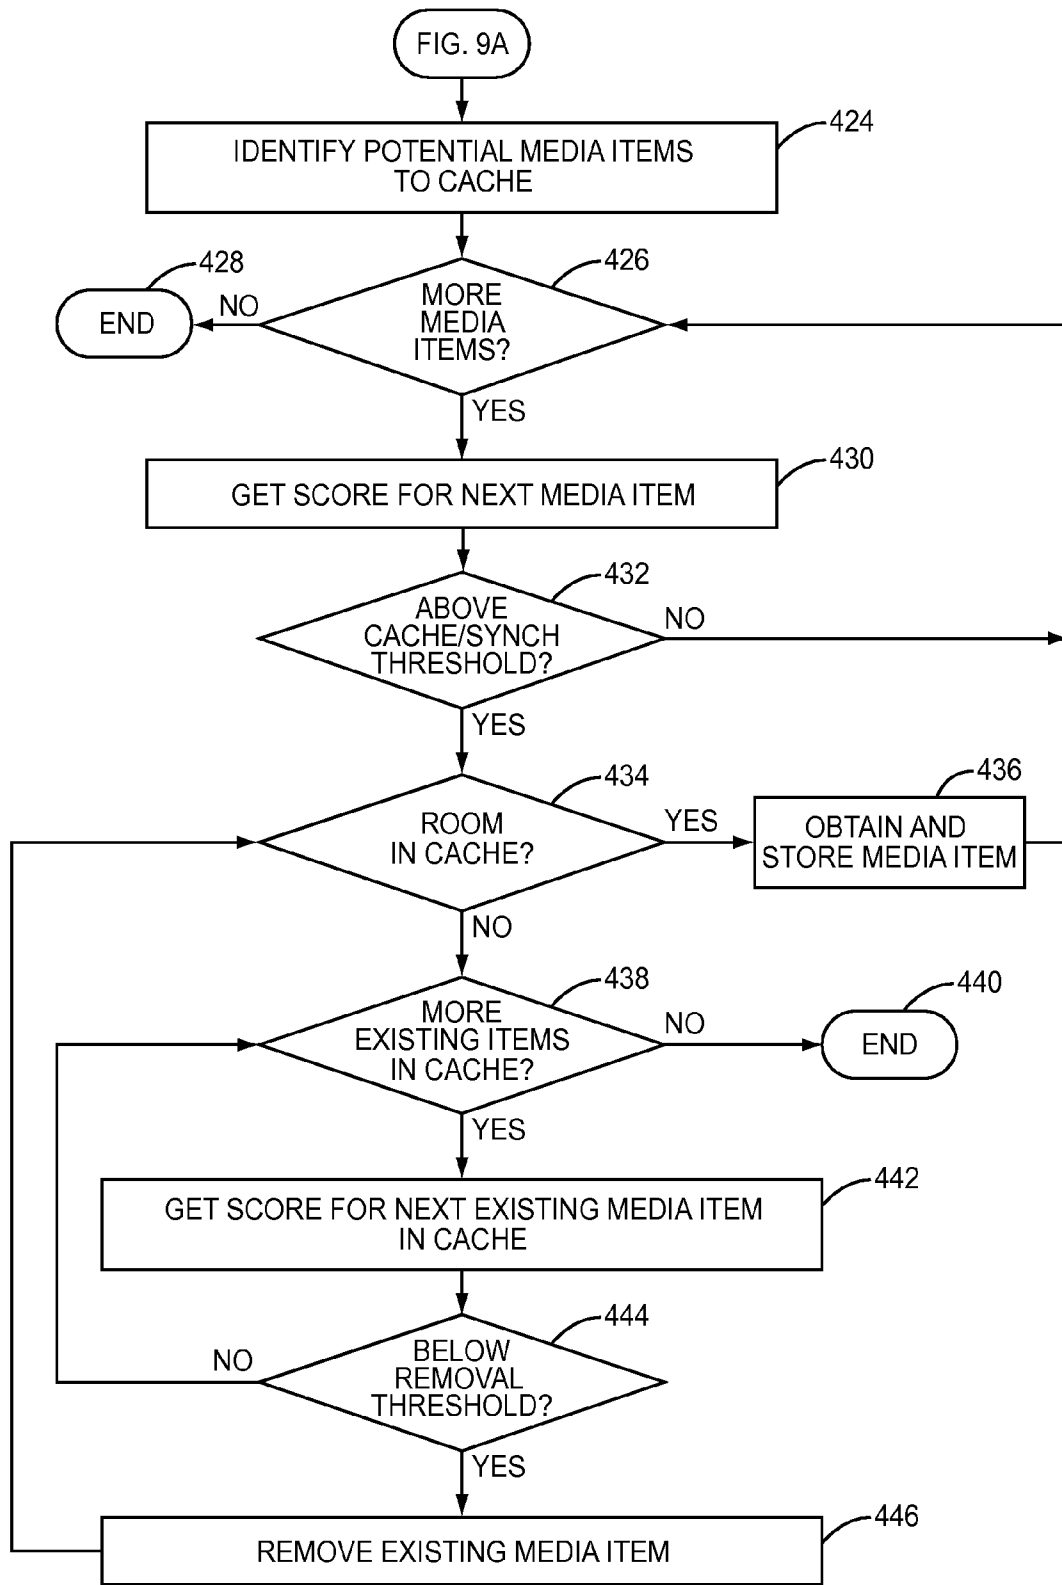 FIG. 9A
424
IDENTIFY POTENTIAL MEDIA ITEMS
TO CACHE
428
426
END
NO
MORE
MEDIA
ITEMS?
YES
430
GET SCORE FOR NEXT MEDIA ITEM
432
ABOVE
CACHE/SYNCH
THRESHOLD?
NO
YES
434
436
ROOM
IN CACHE?
YES
OBTAIN AND
STORE MEDIA ITEM
NO
438
440
MORE
EXISTING ITEMS
IN CACHE?
NO
END
YES
442
GET SCORE FOR NEXT EXISTING MEDIA ITEM
IN CACHE
444
NO
BELOW
REMOVAL
THRESHOLD?
YES
446
REMOVE EXISTING MEDIA ITEM